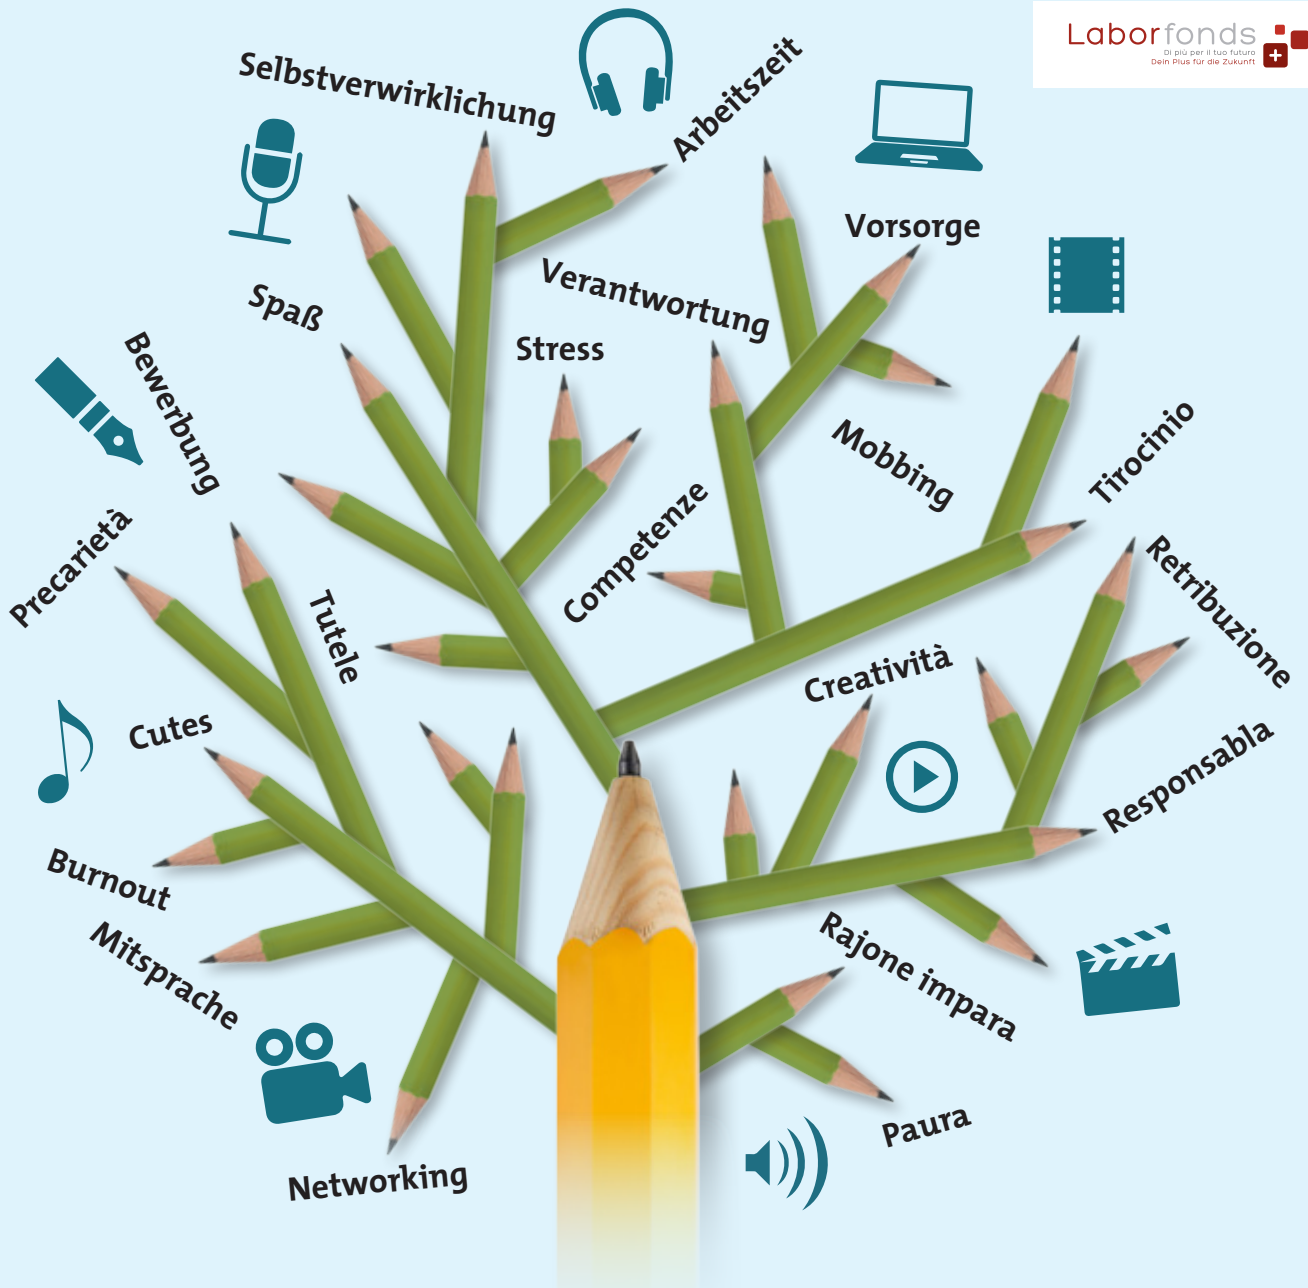 Laborfonds
Di più per il tuo futuro
Dein Plus für die Zukunft
Selbstverwirklichung
Arbeitszeit
Vorsorge
Verantwortung
Spaß
Stress
Bewerbung
Mobbing
Tirocinio
Competenze
Precarietà
Retribuzione
Tutele
Creatività
Cutes
Responsabla
Burnout
Rajone impara
Mitsprache
Paura
Networking